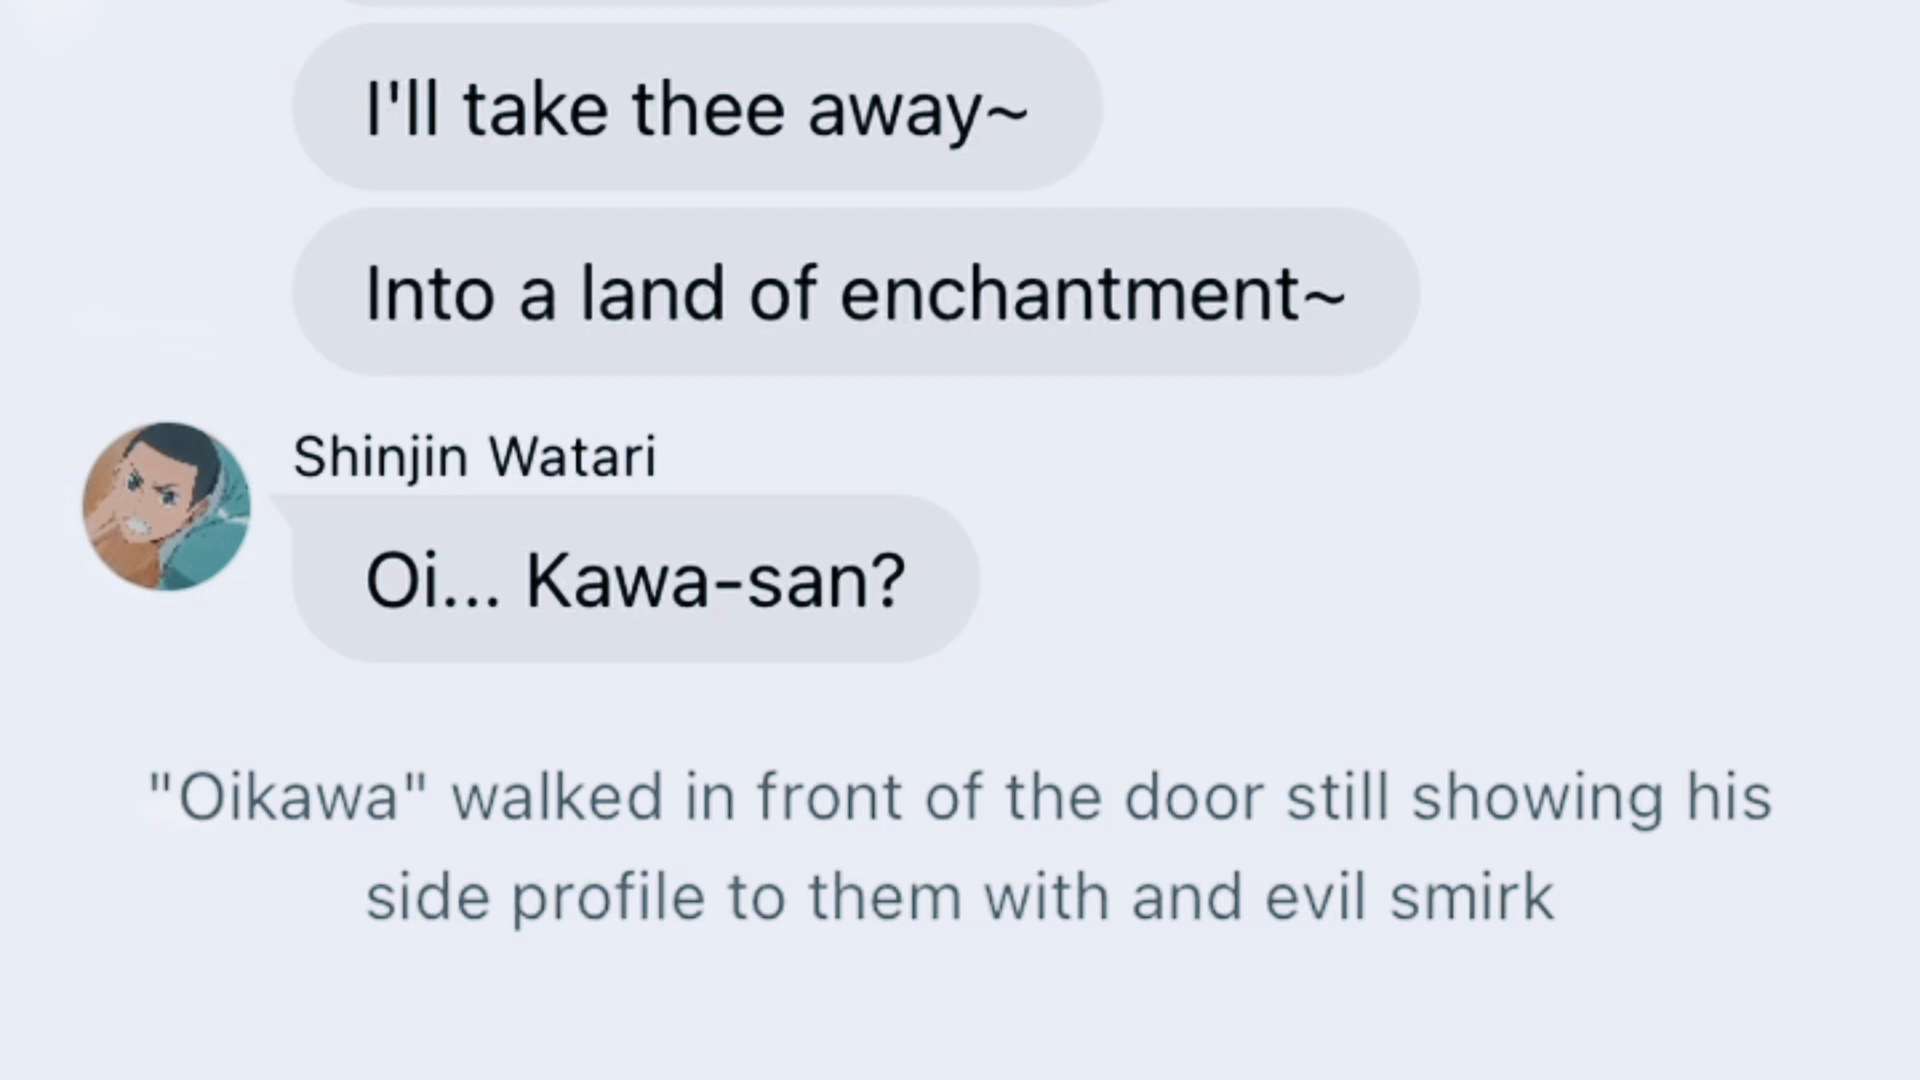 I'll take thee away~
Into a land of enchantment~
Shinjin Watari
Oi... Kawa-san?
"Oikawa" walked in front of the door still showing his
side profile to them with and evil smirk